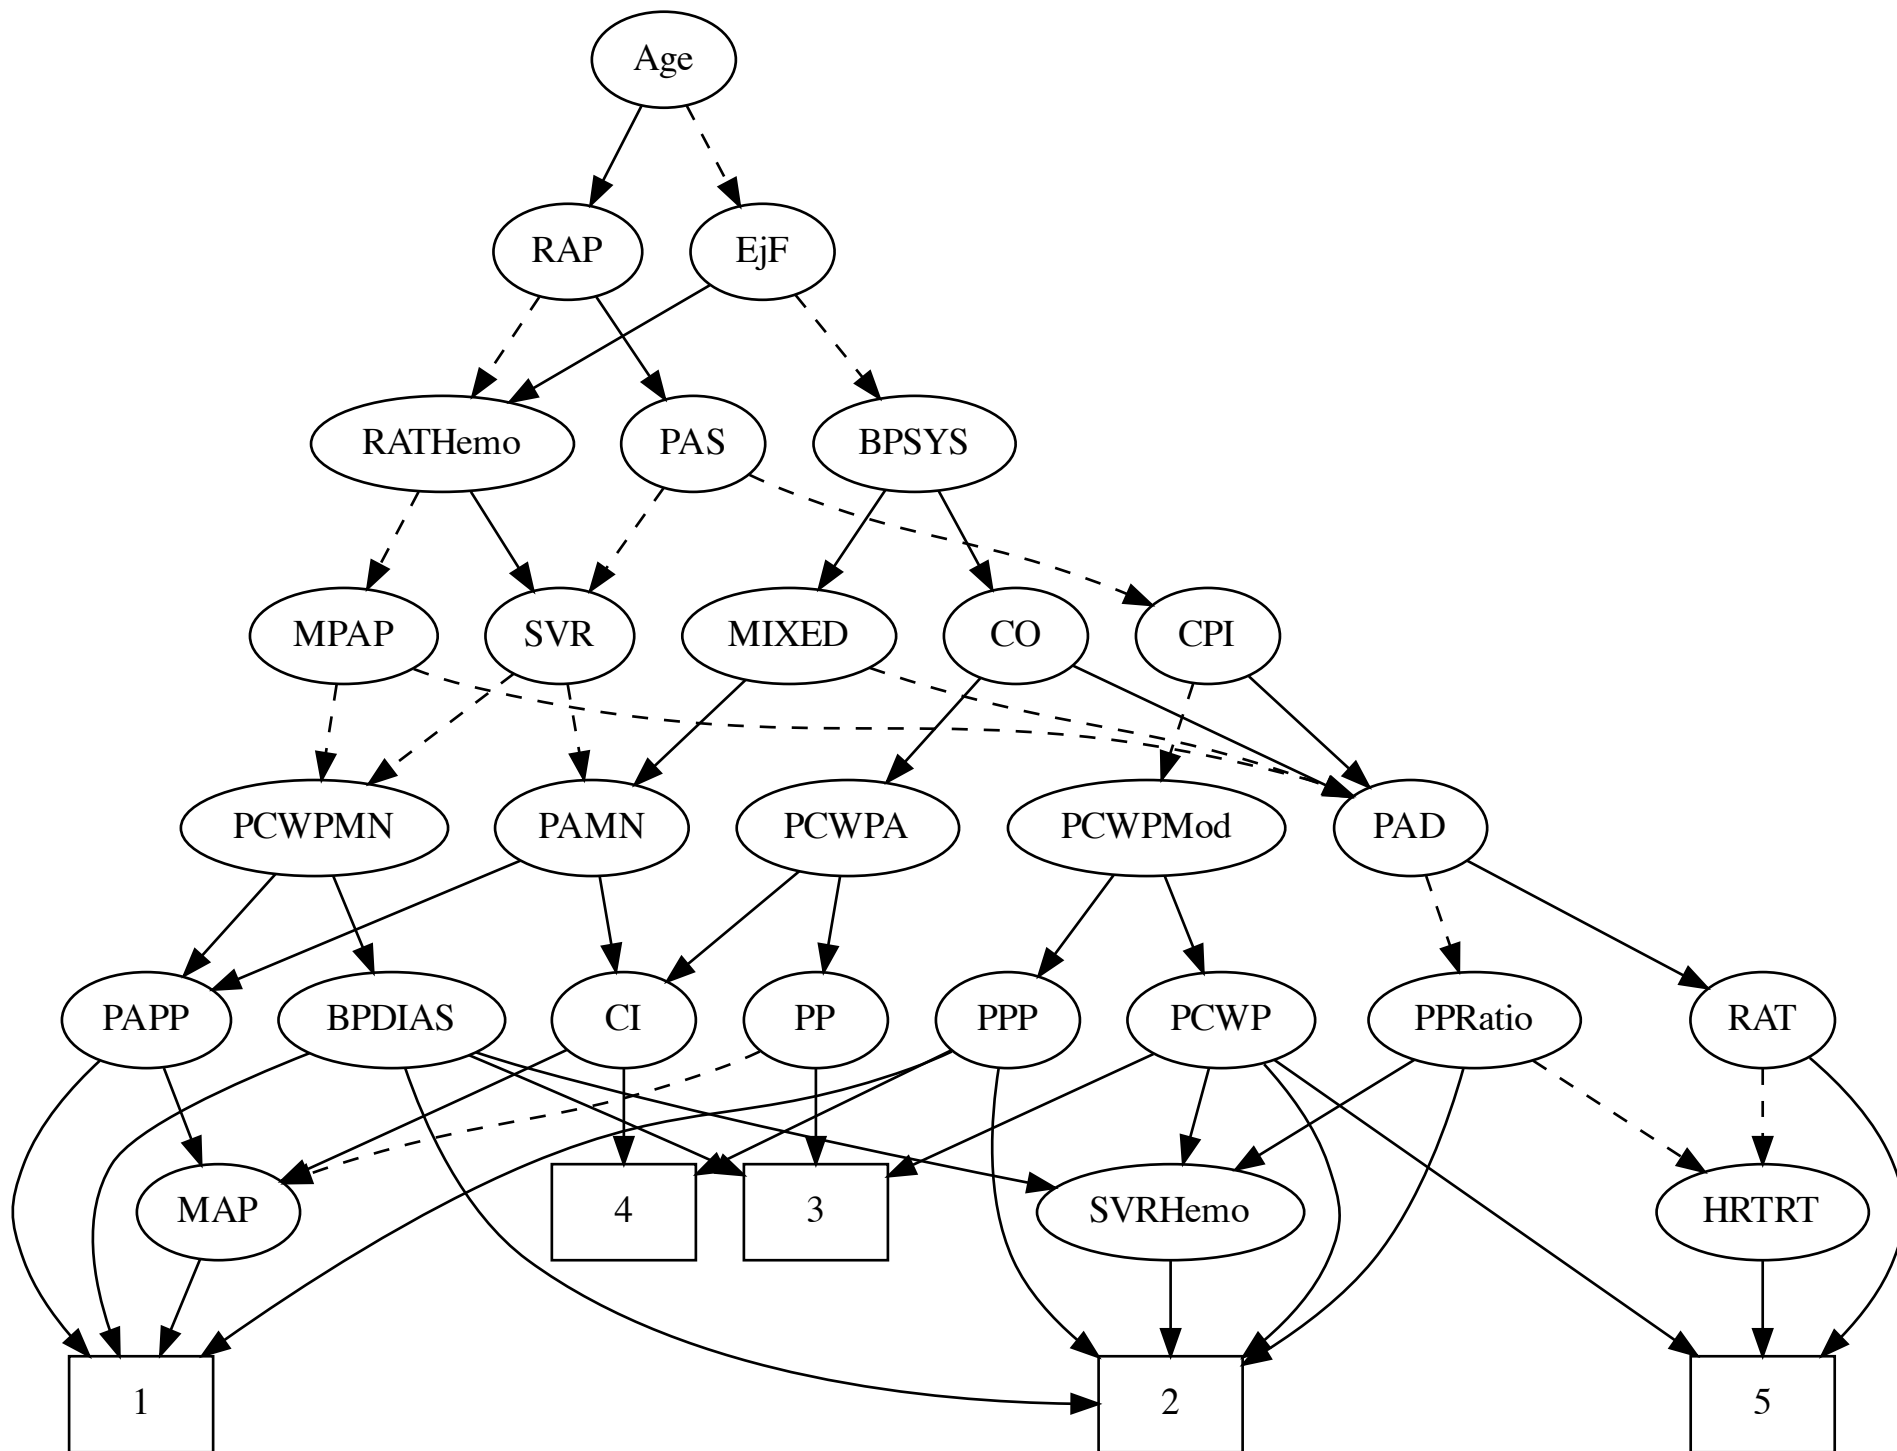 Age
RAP
EjF
RATHemo
PAS
BPSYS
MPAP
SVR
MIXED
CO
CPI
PCWPMN
PAMN
PCWPA
PCWPMod
PAD
PAPP
BPDIAS
CI
PP
PPP
PCWP
PPRatio
RAT
MAP
4
3
SVRHemo
HRTRT
1
2
5